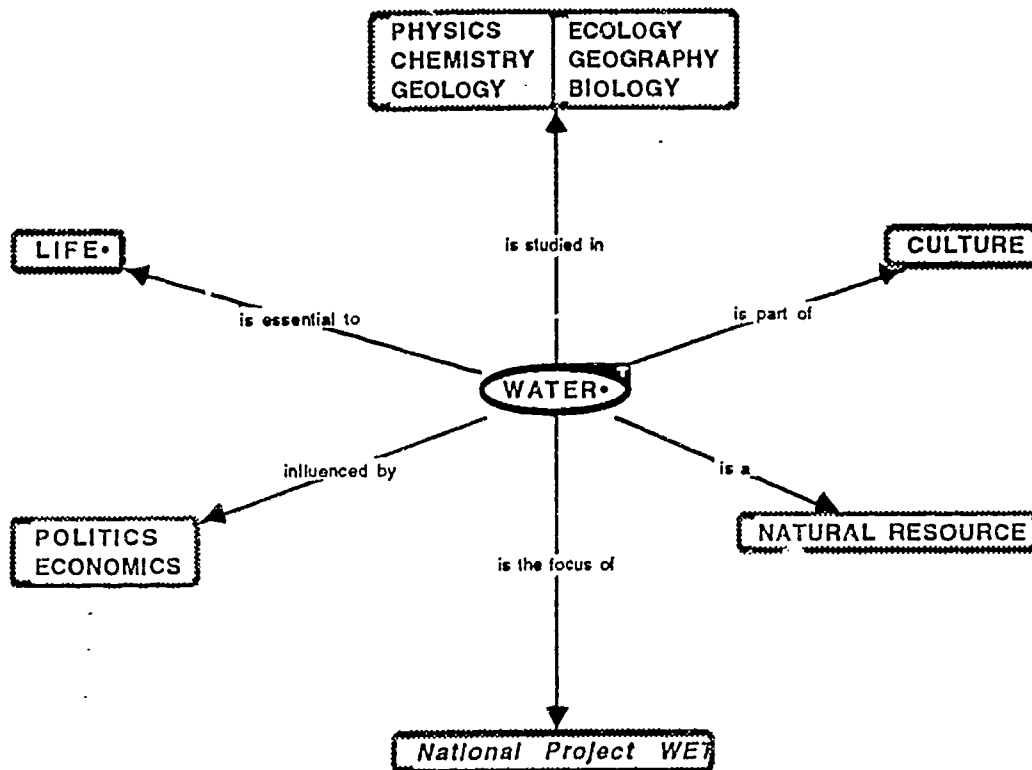 PHYSICS ECOLOGY
CHEMISTRY GEOGRAPHY
GEOLOGY BIOLOGY
LIFE•
is studied in
CULTURE
is essential to
is part of
T
WATER•
influenced by
is a
POLITICS
ECONOMICS
NATURAL RESOURCE
is the focus of
National Project WET